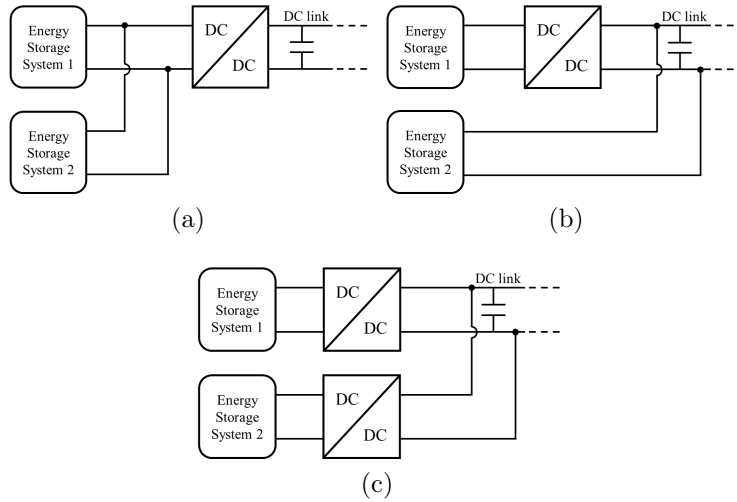 Energy
Storage
System 1
DC
DC
DC link
Energy
Storage
System 2
(a)
Energy
Storage
System 1
DC
DC
DC link
Energy
Storage
System 2
(b)
Energy
Storage
System 1
DC
DC
DC link
Energy
Storage
System 2
DC
DC
(c)